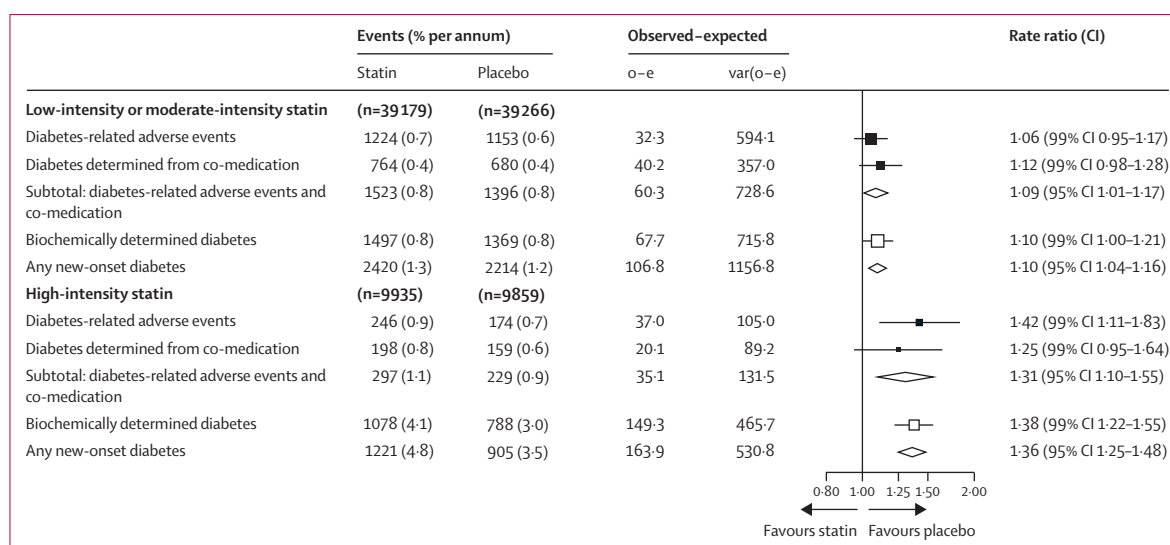 Events (% per annum) Observed–expected Rate ratio (CI)
Statin Placebo o–e var(o–e)
Low-intensity or moderate-intensity statin (n=39179) (n=39266)
Diabetes-related adverse events 1224 (0·7) 1153 (0·6) 32·3 594·1 1·06 (99% CI 0·95–1·17)
Diabetes determined from co-medication 764 (0·4) 680 (0·4) 40·2 357·0 1·12 (99% CI 0·98–1·28)
Subtotal: diabetes-related adverse events and 1523 (0·8) 1396 (0·8) 60·3 728·6 1·09 (99% CI 1·01–1·17)
co-medication
Biochemically determined diabetes 1497 (0·8) 1369 (0·8) 67·7 715·8 1·10 (99% CI 1·00–1·21)
Any new-onset diabetes 2420 (1·3) 2214 (1·2) 106·8 1156·8 1·10 (95% CI 1·04–1·16)
High-intensity statin (n=9935) (n=9859)
Diabetes-related adverse events 246 (0·9) 174 (0·7) 37·0 105·0 1·42 (99% CI 1·11–1·83)
Diabetes determined from co-medication 198 (0·8) 159 (0·6) 20·1 89·2 1·25 (99% CI 0·95–1·64)
Subtotal: diabetes-related adverse events and 297 (1·1) 229 (0·9) 35·1 131·5 1·31 (95% CI 1·10–1·55)
co-medication
Biochemically determined diabetes 1078 (4·1) 788 (3·0) 149·3 465·7 1·38 (99% CI 1·22–1·55)
Any new-onset diabetes 1221 (4·8) 905 (3·5) 163·9 530·8 1·36 (95% CI 1·25–1·48)
0·80 1·00 1·25 1·50 2·00
Favours statin Favours placebo